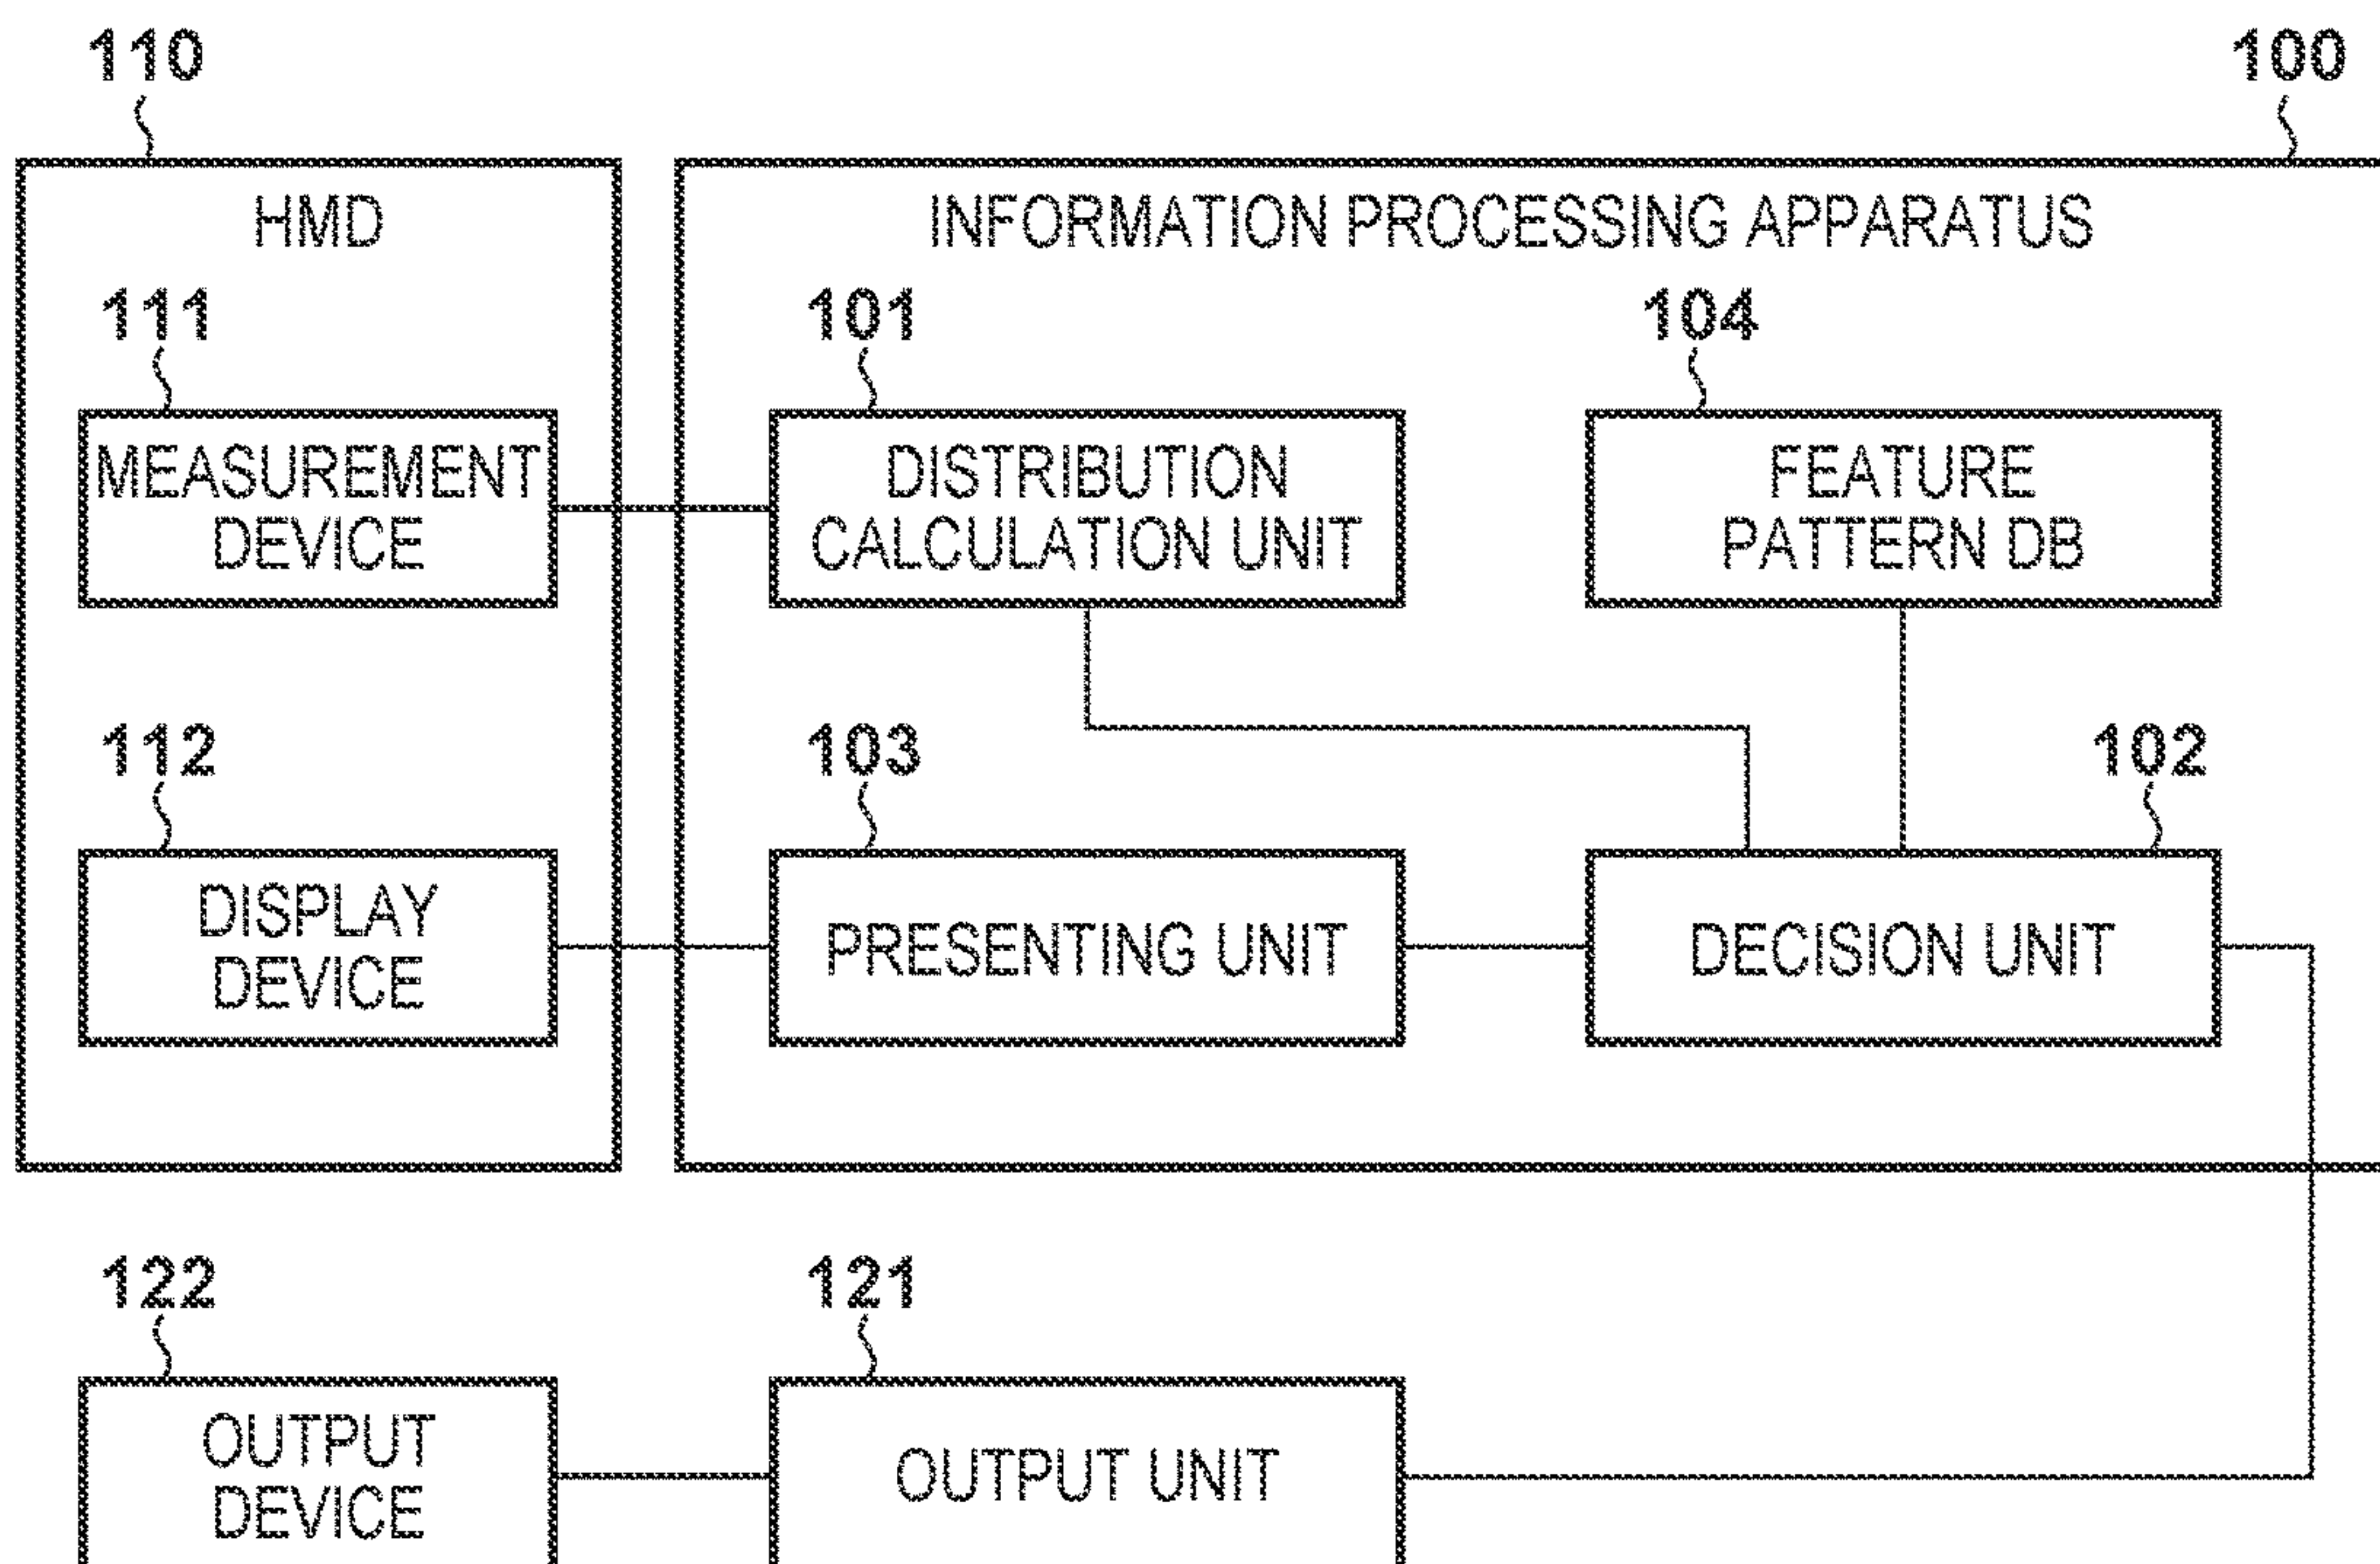 110
100
HMD
INFORMATION PROCESSING APPARATUS
111
101
104
MEASUREMENT
DEVICE
DISTRIBUTION
CALCULATION UNIT
FEATURE
PATTERN DB
112
103
102
DISPLAY
DEVICE
PRESENTING UNIT
DECISION UNIT
122
121
OUTPUT
DEVICE
OUTPUT UNIT